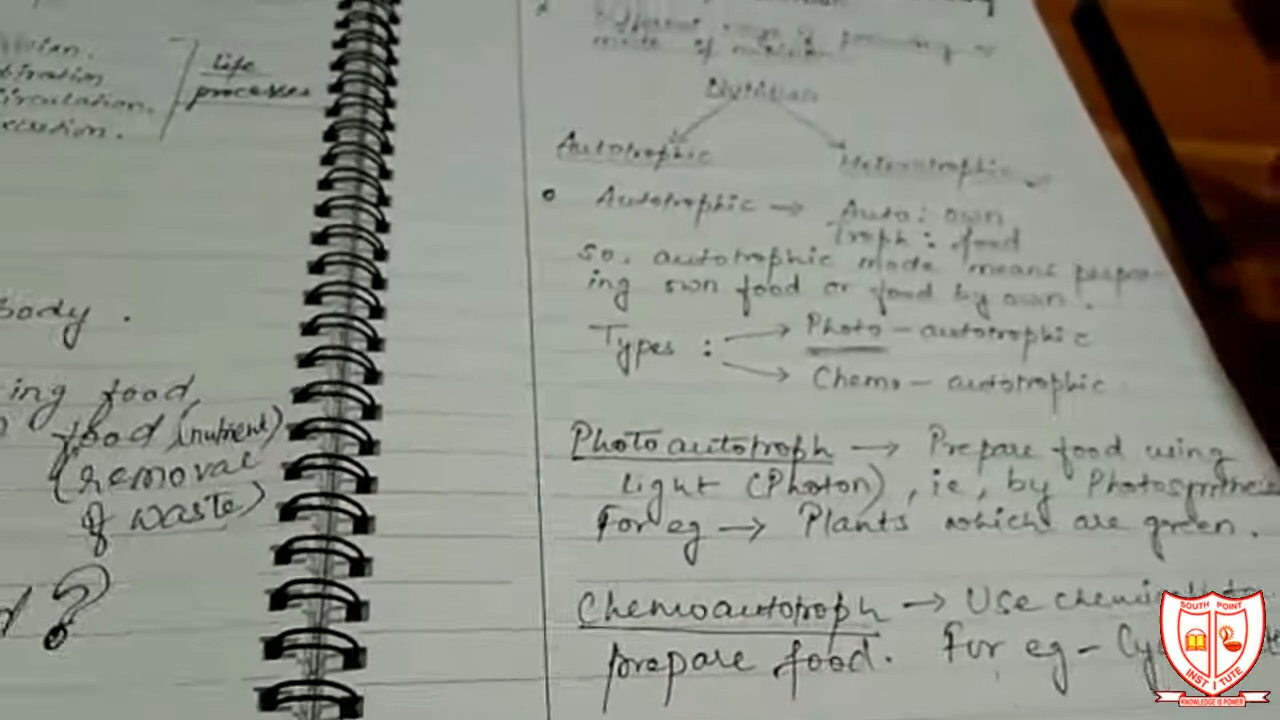 Life
processes
circulation.
excretion.
body.
ing food,
food (nutrient)
(removal
of waste)
?
mode of
Nutrition
Autotrophic
Heterotrophic
Autotrophic → Auto: own
Troph: food
So, autotrophic mode means prepar-
ing own food or food by own.
Types : → Photo-autotrophic
→ Chemo-autotrophic
Photoautotroph → Prepare food using
Light (Photon), ie, by
For eg → Plants which are green.
Chemoautotroph → Use
prepare food. For eg -
SOUTH POINT
INSTITUTE
KNOWLEDGE IS POWER